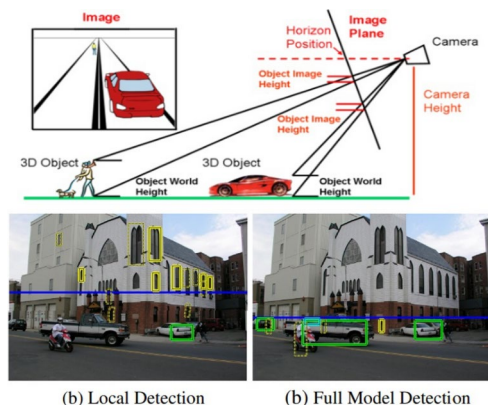 Image
Image
Plane
Horizon
Position
Camera
Object Image
Height
Object Image
Height
Camera
Height
3D Object
3D Object
Object World
Height
Object World
Height
(b) Local Detection
(b) Full Model Detection